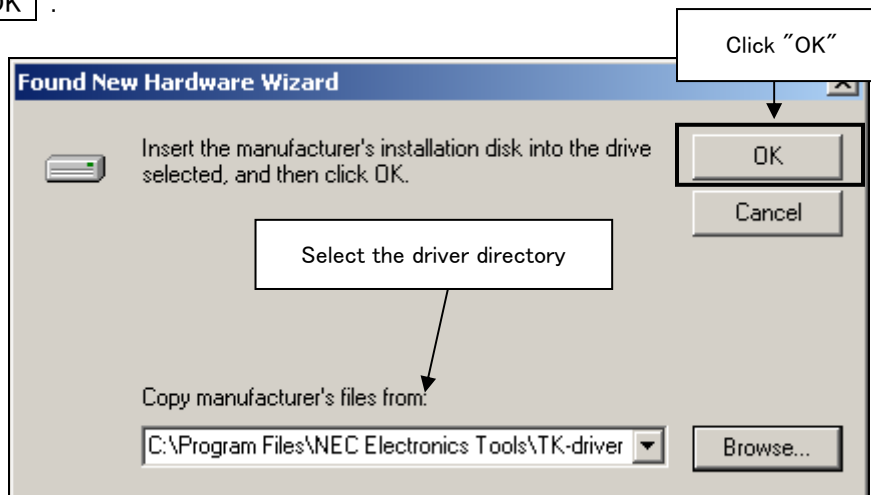 OK .
Click "OK"
Found New Hardware Wizard
Insert the manufacturer's installation disk into the drive
selected, and then click OK.
OK
Cancel
Select the driver directory
Copy manufacturer's files from:
C:\Program Files\NEC Electronics Tools\TK-driver
Browse...